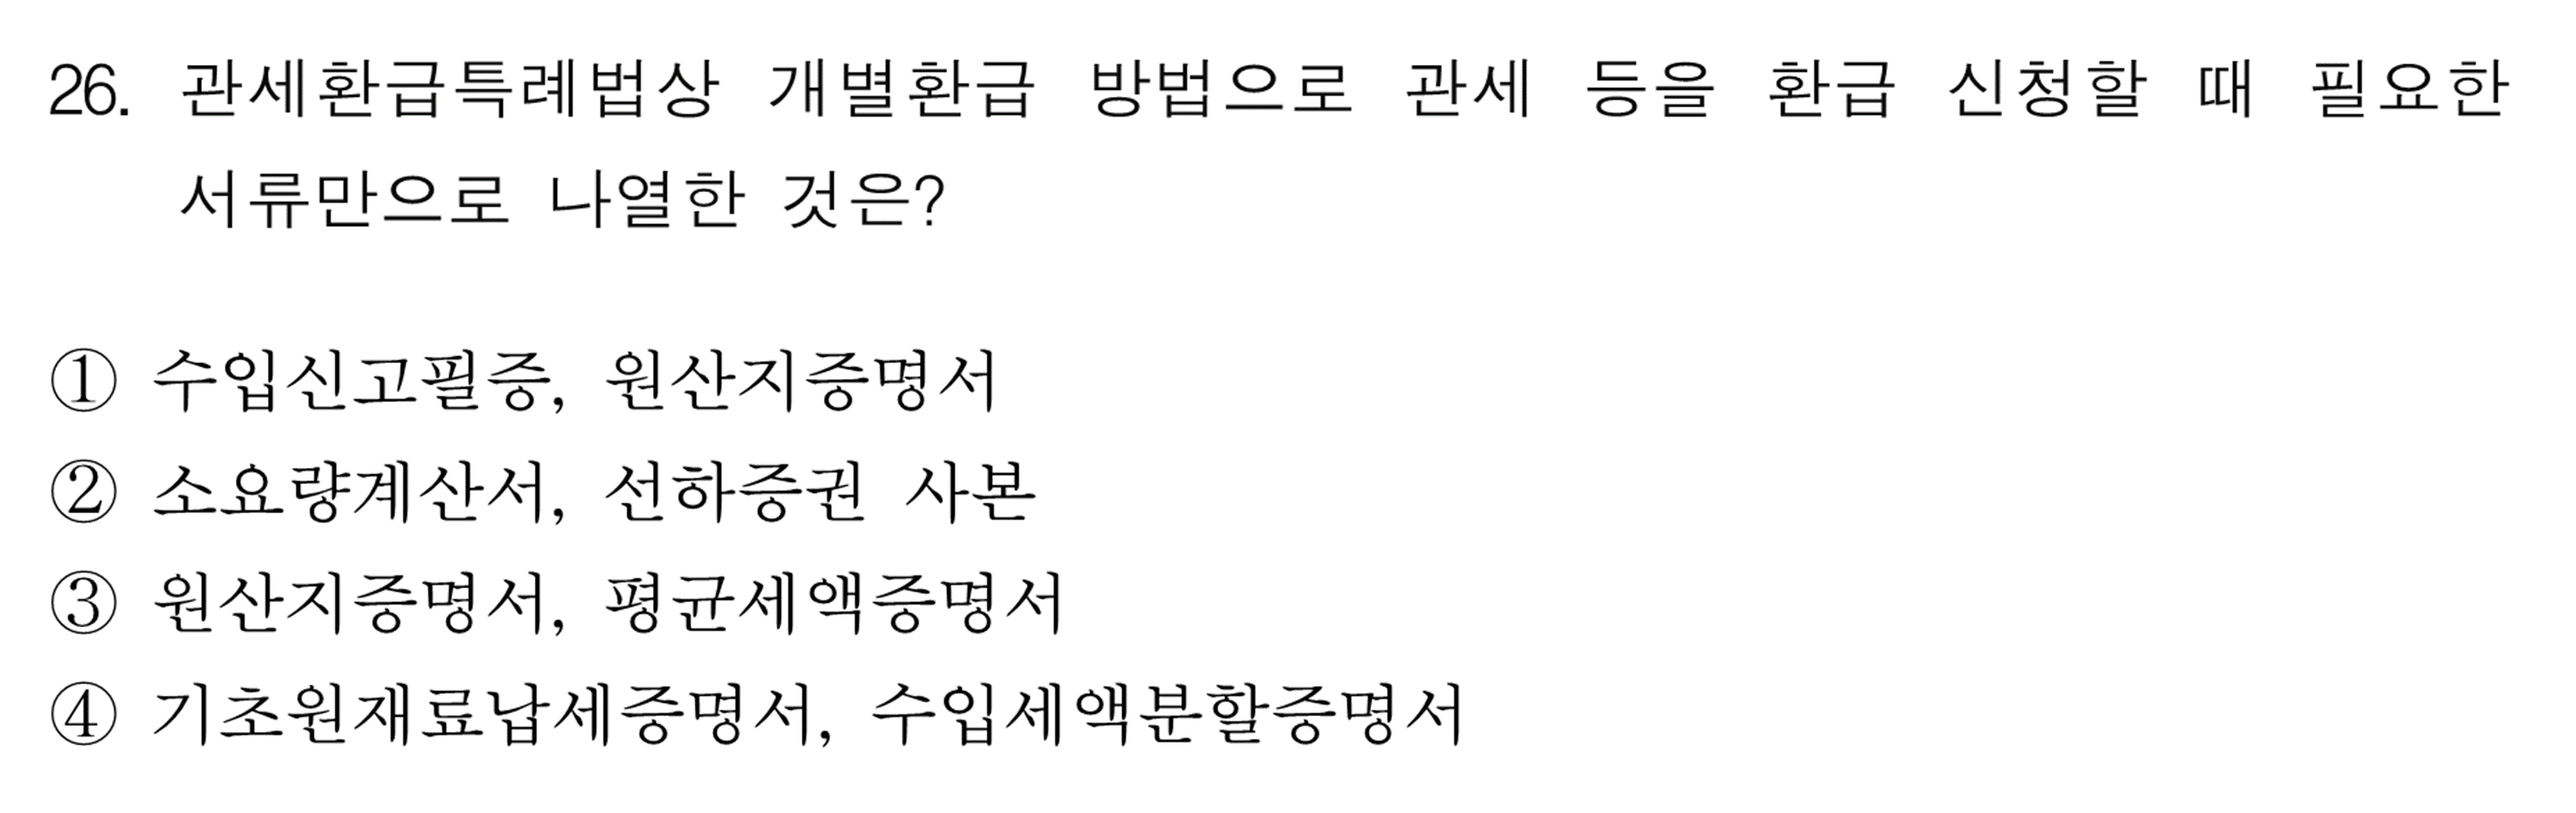 26. 관세환급특례법상 개별환급 방법으로 관세 등을 환급 신청할 때 필요한
서류만으로 나열한 것은?
① 수입신고필증, 원산지증명서
② 소요량계산서, 선하증권 사본
③ 원산지증명서, 평균세액증명서
④ 기초원재료납세증명서, 수입세액분할증명서